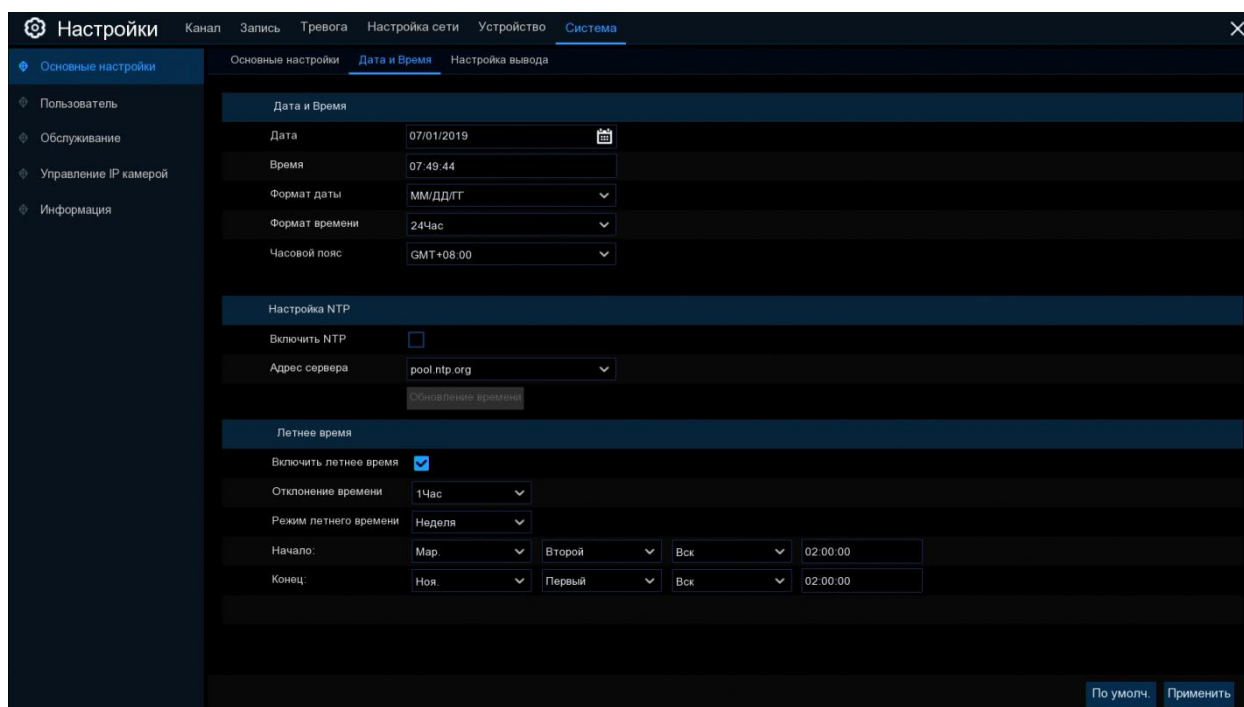 Настройки Канал Запись Тревога Настройка сети Устройство Система
Основные настройки
Пользователь
Обслуживание
Управление IP камерой
Информация
Основные настройки Дата и Время Настройка вывода
Дата и Время
Дата 07/01/2019
Время 07:49:44
Формат даты ММ/ДД/ГГ
Формат времени 24Час
Часовой пояс GMT+08:00
Настройка NTP
Включить NTP
Адрес сервера pool.ntp.org
Обновление времени
Летнее время
Включить летнее время
Отклонение времени 1Час
Режим летнего времени Неделя
Начало: Мар. Второй Вск 02:00:00
Конец: Ноя. Первый Вск 02:00:00
По умолч. Применить